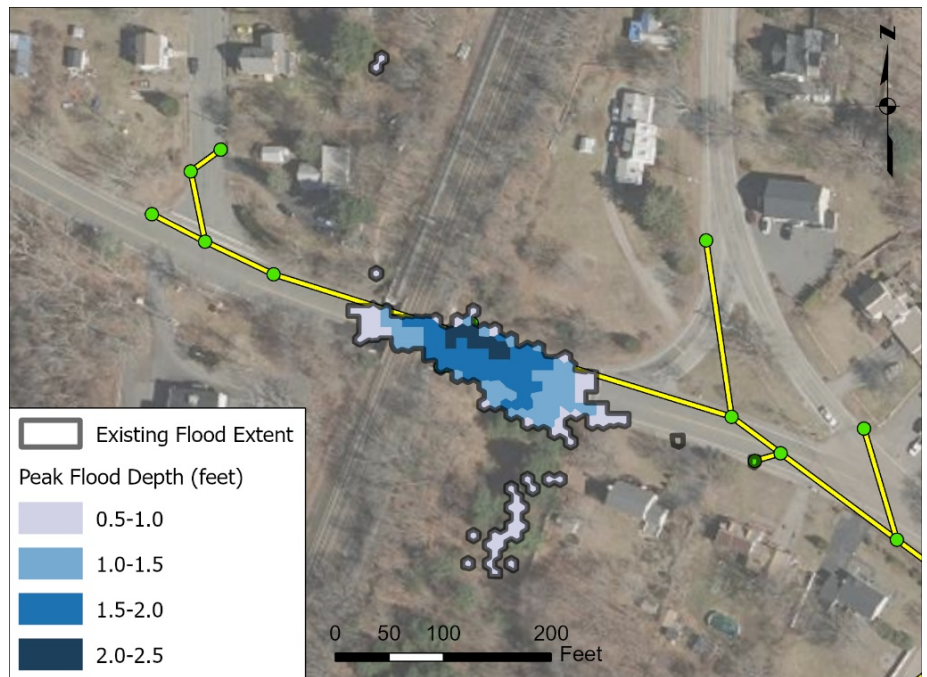 N
Existing Flood Extent
Peak Flood Depth (feet)
0.5-1.0
1.0-1.5
1.5-2.0
2.0-2.5
0 50 100 200
Feet